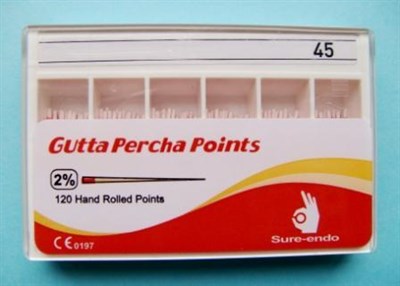 45
Gutta Percha Points
2%
120 Hand Rolled Points
CE 0197
Sure-endo